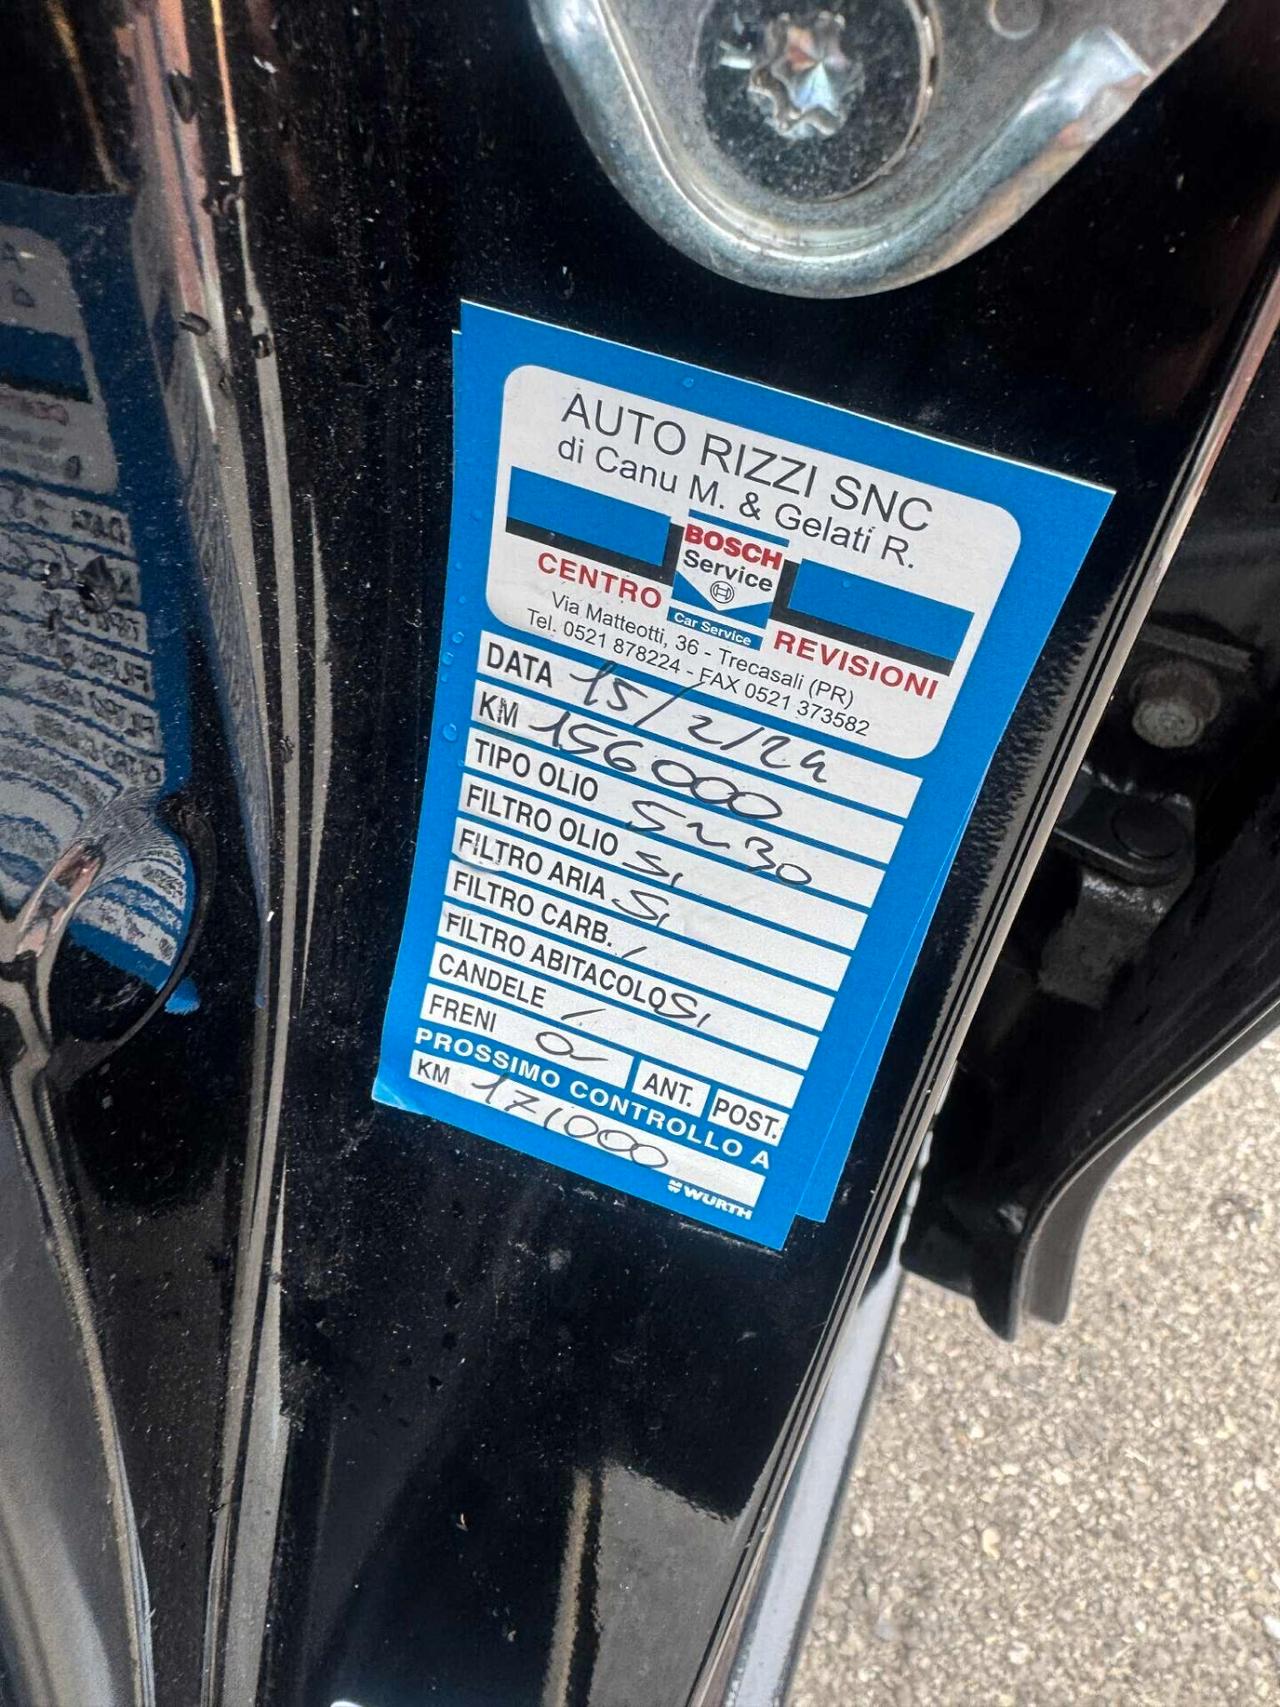 AUTO RIZZI SNC
di Canu M. & Gelati R.
BOSCH
Service
Car Service
CENTRO REVISIONI
Via Matteotti, 36 - Trecasali (PR)
Tel. 0521 878224 - FAX 0521 373582
DATA 15/2/24
KM 156000
TIPO OLIO 5~30
FILTRO OLIO Si
FILTRO ARIA Si
FILTRO CARB. /
FILTRO ABITACOLO Si
CANDELE /
FRENI ANT. POST.
PROSSIMO CONTROLLO A
KM 171000
WÜRTH